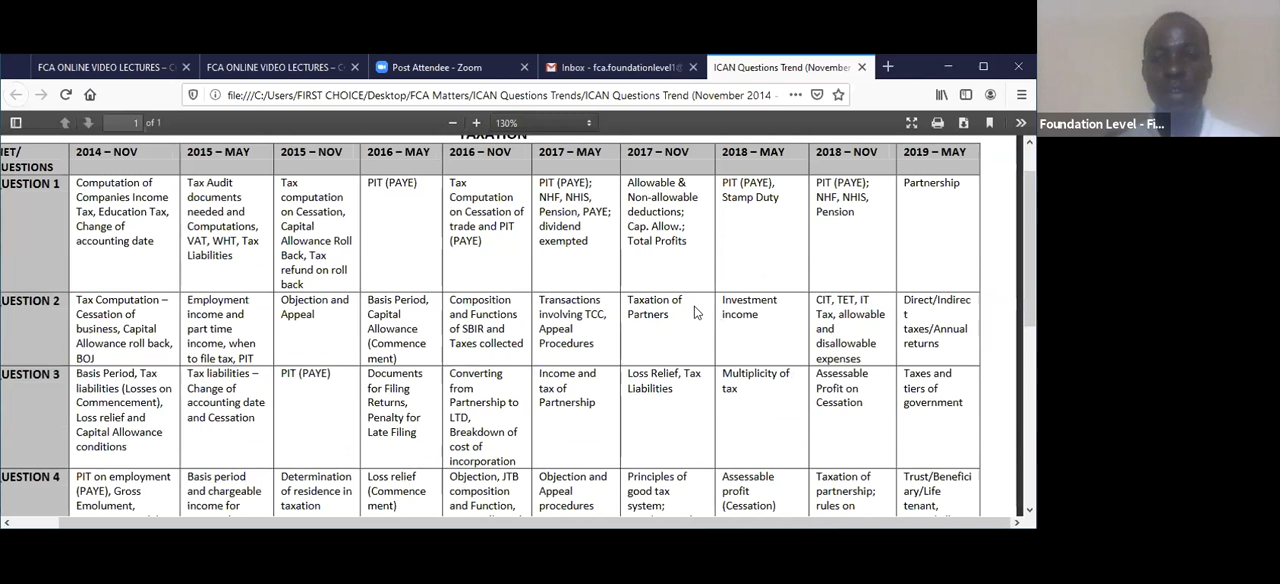 FCA ONLINE VIDEO LECTURES – C
FCA ONLINE VIDEO LECTURES – C
Post Attendee - Zoom
Inbox - fca.foundationlevel1@
ICAN Questions Trend (November
file:///C:/Users/FIRST CHOICE/Desktop/FCA Matters/ICAN Questions Trends/ICAN Questions Trend (November 2014 -
1 of 1
130%
Foundation Level - Fi...
TAXATION
IET/
UESTIONS
2014 – NOV
2015 – MAY
2015 – NOV
2016 – MAY
2016 – NOV
2017 – MAY
2017 – NOV
2018 – MAY
2018 – NOV
2019 – MAY
UESTION 1
Computation of
Companies Income
Tax, Education Tax,
Change of
accounting date
Tax Audit
documents
needed and
Computations,
VAT, WHT, Tax
Liabilities
Tax
computation
on Cessation,
Capital
Allowance Roll
Back, Tax
refund on roll
back
PIT (PAYE)
Tax
Computation
on Cessation of
trade and PIT
(PAYE)
PIT (PAYE);
NHF, NHIS,
Pension, PAYE;
dividend
exempted
Allowable &
Non-allowable
deductions;
Cap. Allow.;
Total Profits
PIT (PAYE),
Stamp Duty
PIT (PAYE);
NHF, NHIS,
Pension
Partnership
UESTION 2
Tax Computation –
Cessation of
business, Capital
Allowance roll back,
BOJ
Employment
income and
part time
income, when
to file tax, PIT
Objection and
Appeal
Basis Period,
Capital
Allowance
(Commence
ment)
Composition
and Functions
of SBIR and
Taxes collected
Transactions
involving TCC,
Appeal
Procedures
Taxation of
Partners
Investment
income
CIT, TET, IT
Tax, allowable
and
disallowable
expenses
Direct/Indirec
t
taxes/Annual
returns
UESTION 3
Basis Period, Tax
liabilities (Losses on
Commencement),
Loss relief and
Capital Allowance
conditions
Tax liabilities –
Change of
accounting date
and Cessation
PIT (PAYE)
Documents
for Filing
Returns,
Penalty for
Late Filing
Converting
from
Partnership to
LTD,
Breakdown of
cost of
incorporation
Income and
tax of
Partnership
Loss Relief, Tax
Liabilities
Multiplicity of
tax
Assessable
Profit on
Cessation
Taxes and
tiers of
government
UESTION 4
PIT on employment
(PAYE), Gross
Emolument,
Basis period
and chargeable
income for
Determination
of residence in
taxation
Loss relief
(Commence
ment)
Objection, JTB
composition
and Function,
Objection and
Appeal
procedures
Principles of
good tax
system;
Assessable
profit
(Cessation)
Taxation of
partnership;
rules on
Trust/Benefici
ary/Life
tenant,